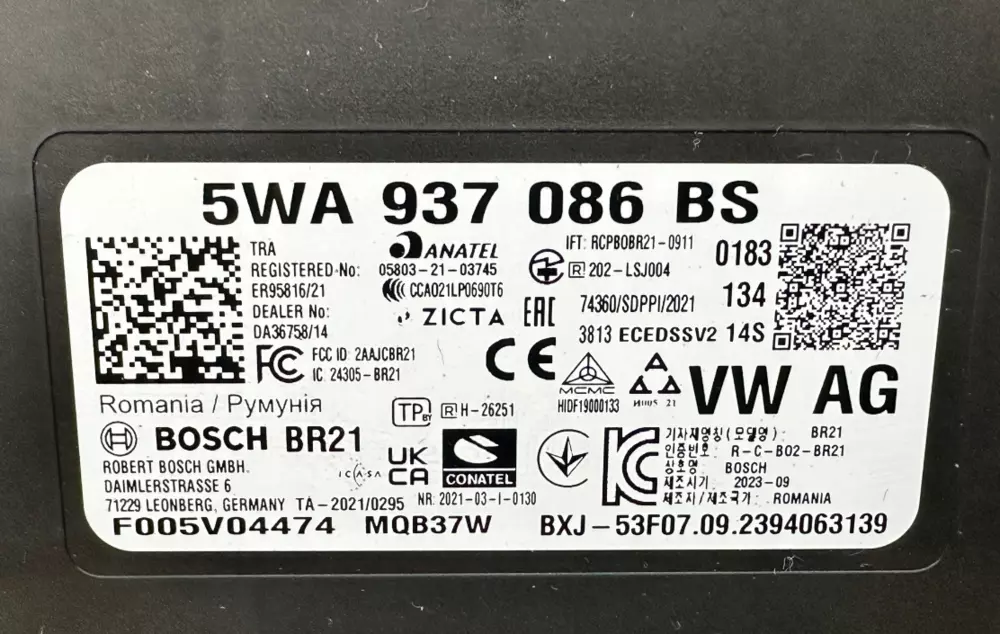 5WA 937 086 BS
TRA
REGISTERED No:
ER95816/21
DEALER No:
DA36758/14
ANATEL
05803-21-03745
CCAO21LP0690T6
ZICTA
IFT: RCPBOBR21-0911
R 202-LSJ004
74360/SDPPI/2021
3813 ECEDSSV2
0183
134
14S
EAC
FC
FCC ID: 2AAJCBR21
IC: 24305-BR21
CE
MCMC
HIDF19000133
VW AG
Romania / Румунія
TP
R H-26251
BOSCH BR21
ROBERT BOSCH GMBH.
DAIMLERSTRASSE 6
71229 LEONBERG, GERMANY TA-2021/0295
ICASA
UK
CA
CONATEL
NR: 2021-03-I-0130
KC
기자재명칭(모델명): BR21
인증번호: R-C-BO2-BR21
상호명 BOSCH
제조시기 2023-09
제조자/제조국가: ROMANIA
F005V04474 MQB37W BXJ-53F07.09.2394063139